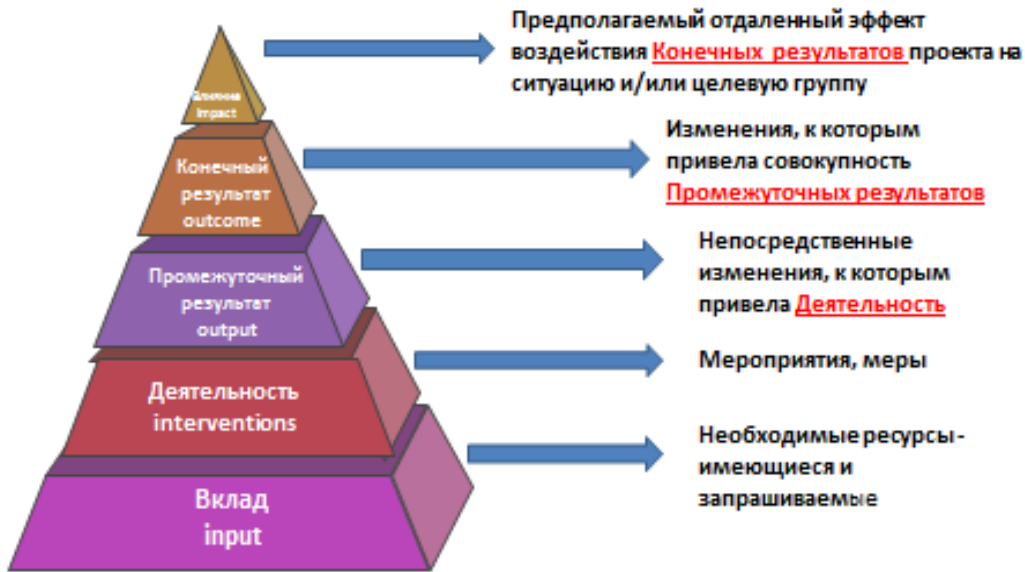 Предполагаемый отдаленный эффект
воздействия Конечных результатов проекта на
ситуацию и/или целевую группу
Влияние
impact
Изменения, к которым
привела совокупность
Промежуточных результатов
Конечный
результат
outcome
Непосредственные
изменения, к которым
привела Деятельность
Промежуточный
результат
output
Мероприятия, меры
Деятельность
interventions
Необходимые ресурсы-
имеющиеся и
запрашиваемые
Вклад
input